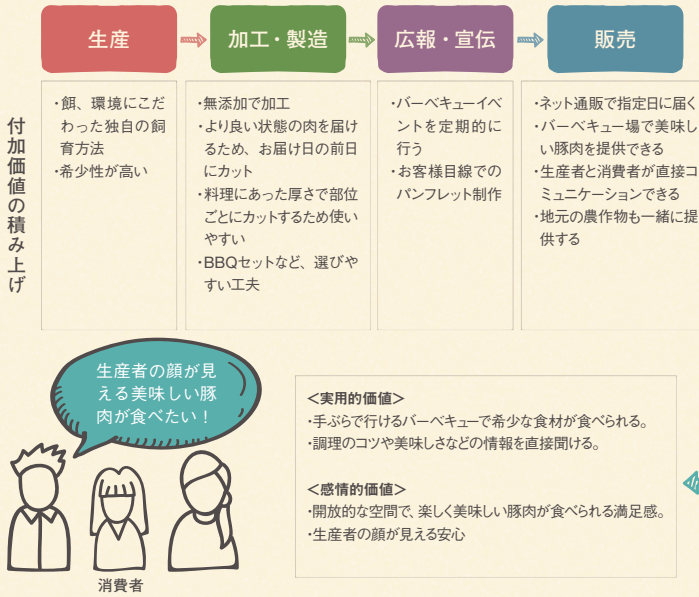 生産
加工・製造
広報・宣伝
販売
付加価値の積み上げ
・餌、環境にこだ
わった独自の飼
育方法
・希少性が高い
・無添加で加工
・より良い状態の肉を届け
るため、お届け日の前日
にカット
・料理にあった厚さで部位
ごとにカットするため使い
やすい
・BBQセットなど、選びや
すい工夫
・バーベキューイベ
ントを定期的に
行う
・お客様目線での
パンフレット制作
・ネット通販で指定日に届く
・バーベキュー場で美味し
い豚肉を提供できる
・生産者と消費者が直接コ
ミュニケーションできる
・地元の農作物も一緒に提
供する
生産者の顔が見
える美味しい豚
肉が食べたい！
消費者
＜実用的価値＞
・手ぶらで行けるバーベキューで希少な食材が食べられる。
・調理のコツや美味しさなどの情報を直接聞ける。
＜感情的価値＞
・開放的な空間で、楽しく美味しい豚肉が食べられる満足感。
・生産者の顔が見える安心